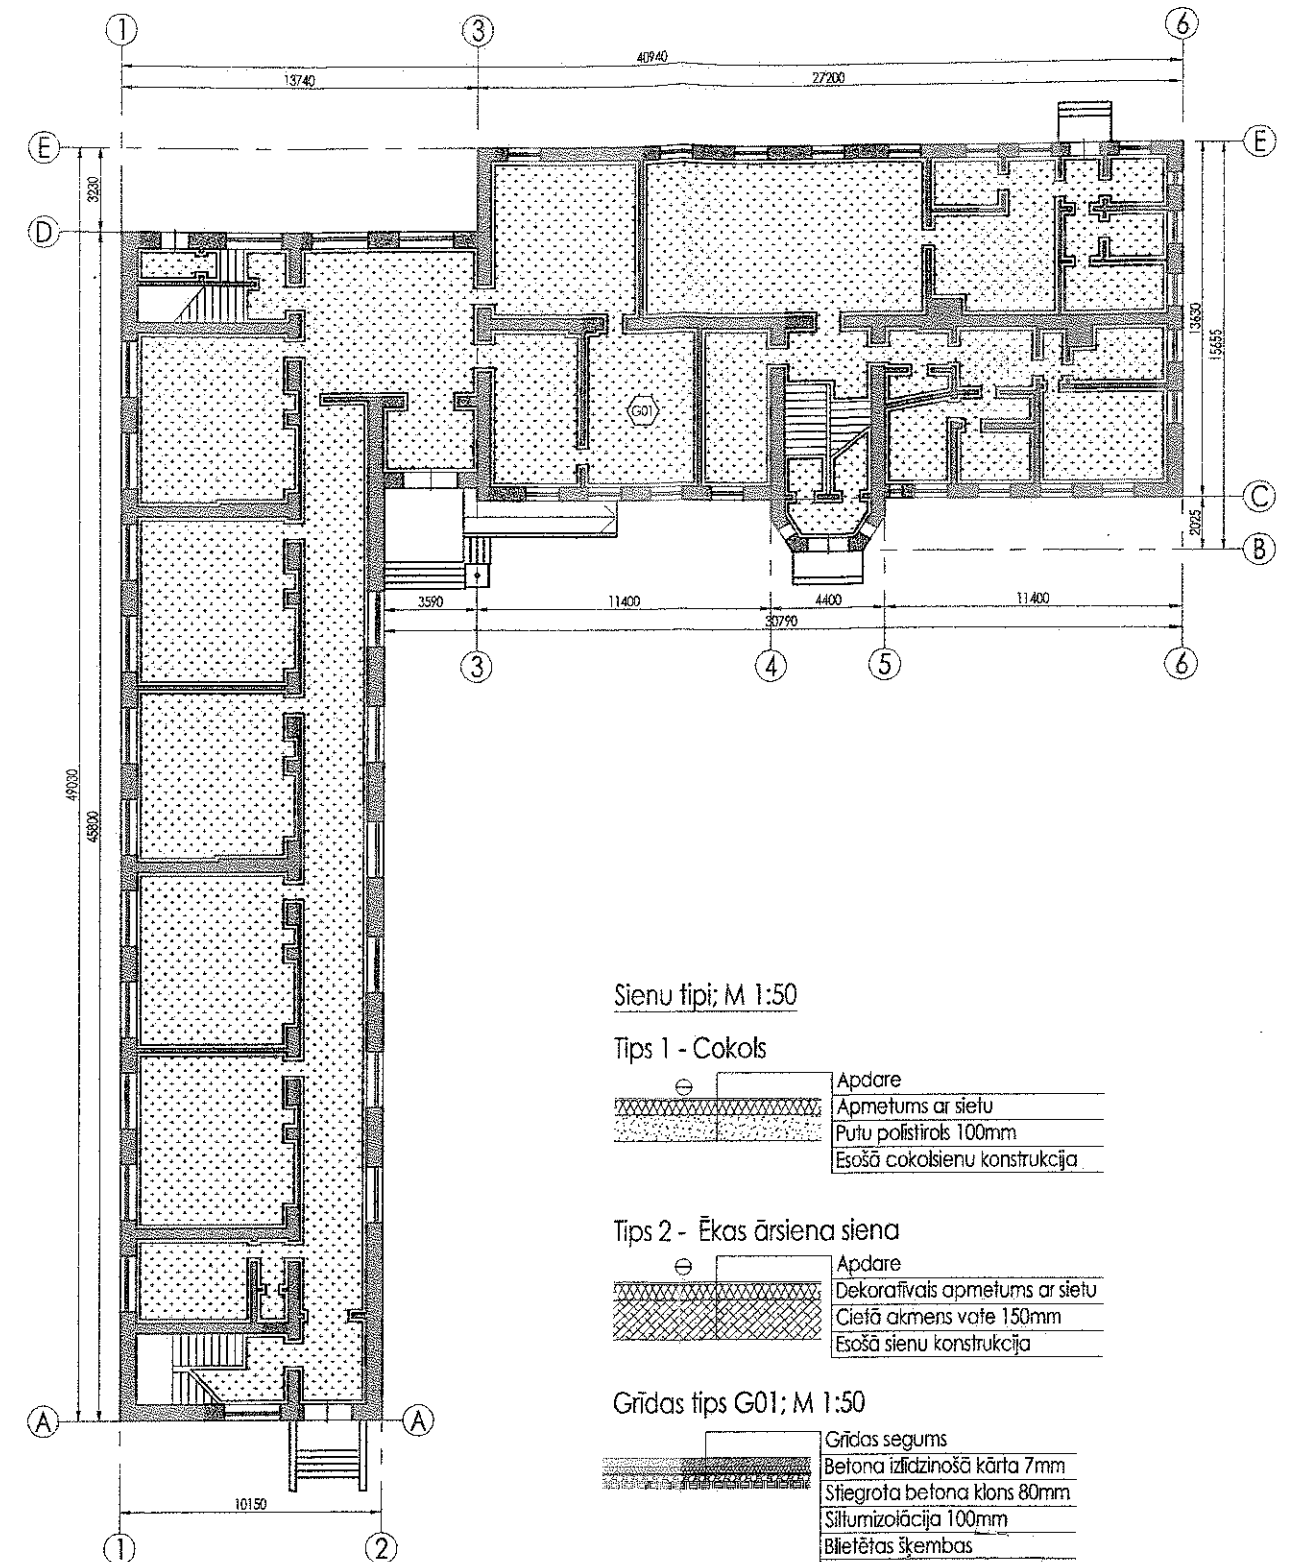 1
3
6
40940
13740
27200
E
E
3230
D
13630
15655
G01
C
2025
B
3590
11400
4400
11400
30790
3
4
5
6
49030
45800
Sienu tipi; M 1:50
Tips 1 - Cokols
Apdare
Apmetums ar sietu
Putu polistirols 100mm
Esošā cokolsienu konstrukcija
Tips 2 - Ēkas ārsiena siena
Apdare
Dekoratīvais apmetums ar sietu
Cietā akmens vate 150mm
Esošā sienu konstrukcija
Grīdas tips G01; M 1:50
Grīdas segums
Betona izlīdzinošā kārta 7mm
Stiegrota betona klons 80mm
Siltumizolācija 100mm
Blietētas šķembas
A
A
10150
1
2